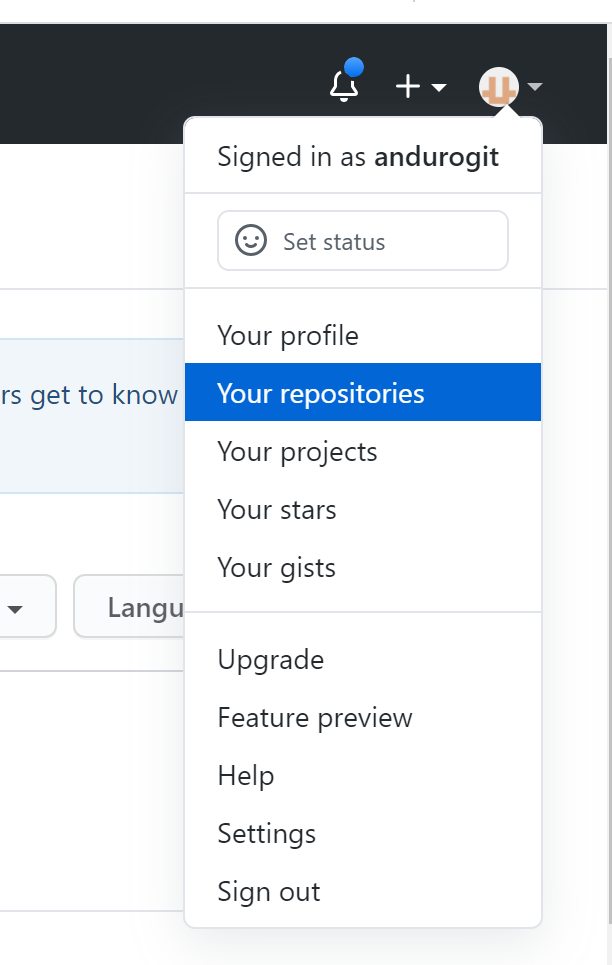 Signed in as andurogit
Set status
Your profile
rs get to know
Your repositories
Your projects
Your stars
Your gists
Langu
Upgrade
Feature preview
Help
Settings
Sign out